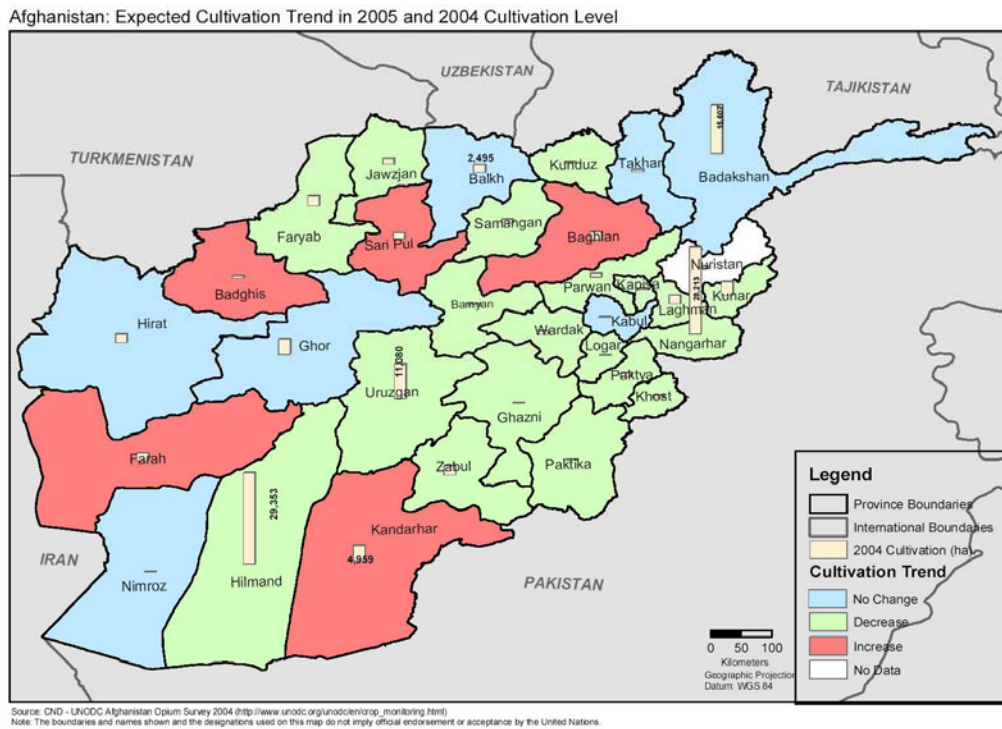 Afghanistan: Expected Cultivation Trend in 2005 and 2004 Cultivation Level
UZBEKISTAN
TAJIKISTAN
TURKMENISTAN
15,607
2,495
Jawzjan
Balkh
Kunduz
Takhar
Badakshan
Faryab
Sari Pul
Samangan
Baghlan
Badghis
Nuristan
Parwan
Kapisa
Kunar
Laghman
28,213
Bamyan
Hirat
Ghor
Wardak
Kabul
Logar
Nangarhar
11,080
Uruzgan
Paktya
Khost
Ghazni
Farah
Zabul
Paktika
29,353
Kandarhar
4,959
IRAN
Nimroz
Hilmand
PAKISTAN
Legend
Province Boundaries
International Boundaries
2004 Cultivation (ha)
Cultivation Trend
No Change
Decrease
Increase
No Data
0 50 100
Kilometers
Geographic Projection
Datum: WGS 84
Source: CND - UNODC Afghanistan Opium Survey 2004 (http://www.unodc.org/unodc/en/crop_monitoring.html)
Note: The boundaries and names shown and the designations used on this map do not imply official endorsement or acceptance by the United Nations.